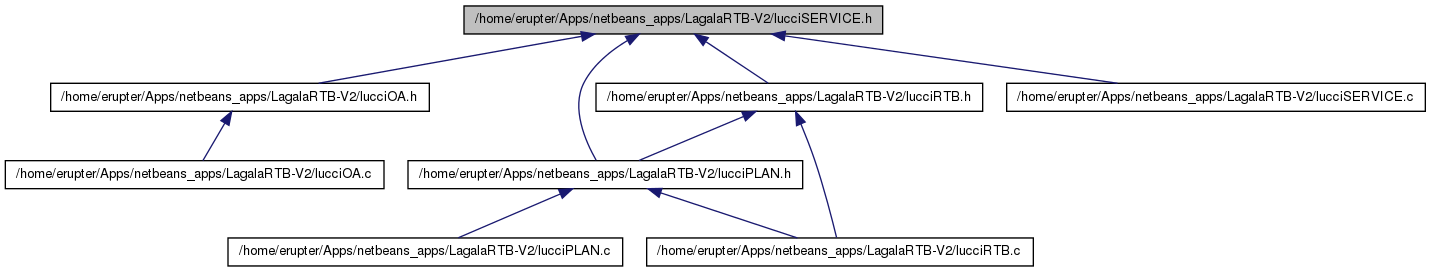 /home/erupter/Apps/netbeans_apps/LagalaRTB-V2/lucciSERVICE.h
/home/erupter/Apps/netbeans_apps/LagalaRTB-V2/lucciOA.h
/home/erupter/Apps/netbeans_apps/LagalaRTB-V2/lucciRTB.h
/home/erupter/Apps/netbeans_apps/LagalaRTB-V2/lucciSERVICE.c
/home/erupter/Apps/netbeans_apps/LagalaRTB-V2/lucciOA.c
/home/erupter/Apps/netbeans_apps/LagalaRTB-V2/lucciPLAN.h
/home/erupter/Apps/netbeans_apps/LagalaRTB-V2/lucciPLAN.c
/home/erupter/Apps/netbeans_apps/LagalaRTB-V2/lucciRTB.c